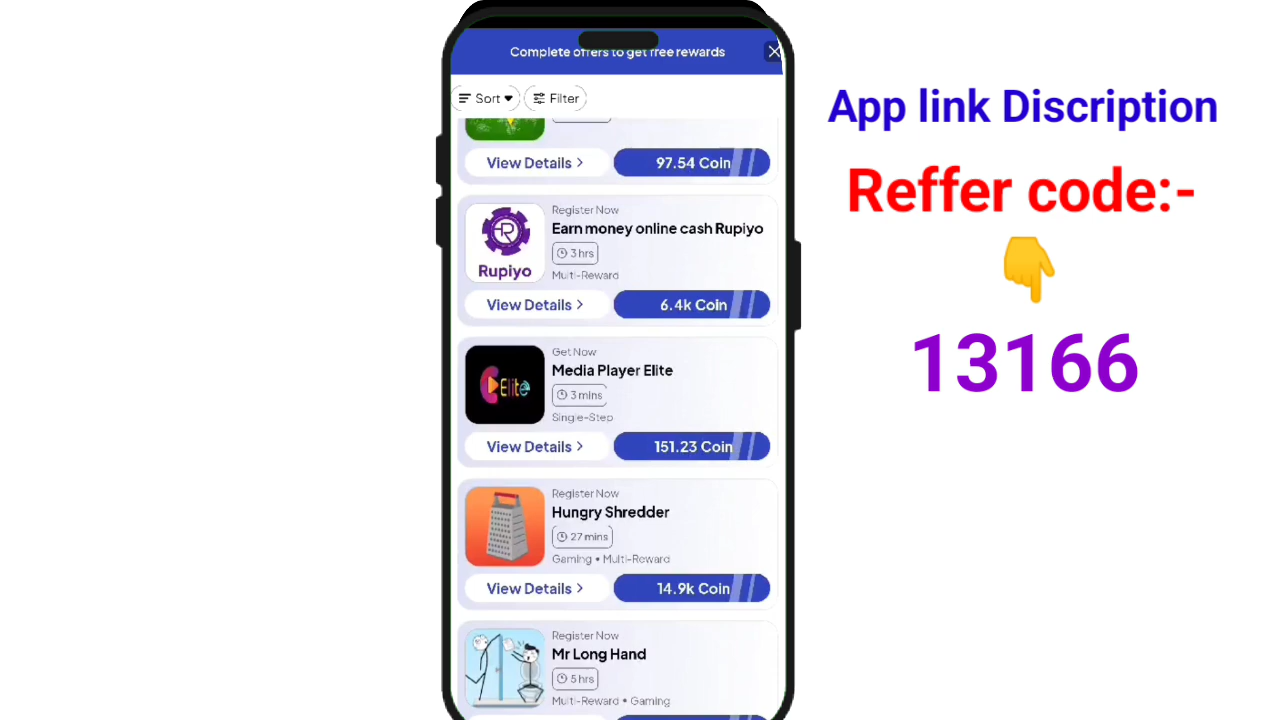 Complete offers to get free rewards
Sort
Filter
View Details >
97.54 Coin
Register Now
Earn money online cash Rupiyo
3 hrs
Multi-Reward
Rupiyo
View Details >
6.4k Coin
Get Now
Media Player Elite
3 mins
Single-Step
Elite
View Details >
151.23 Coin
Register Now
Hungry Shredder
27 mins
Gaming • Multi-Reward
View Details >
14.9k Coin
Register Now
Mr Long Hand
5 hrs
Multi-Reward • Gaming
App link Discription
Reffer code:-
👇
13166